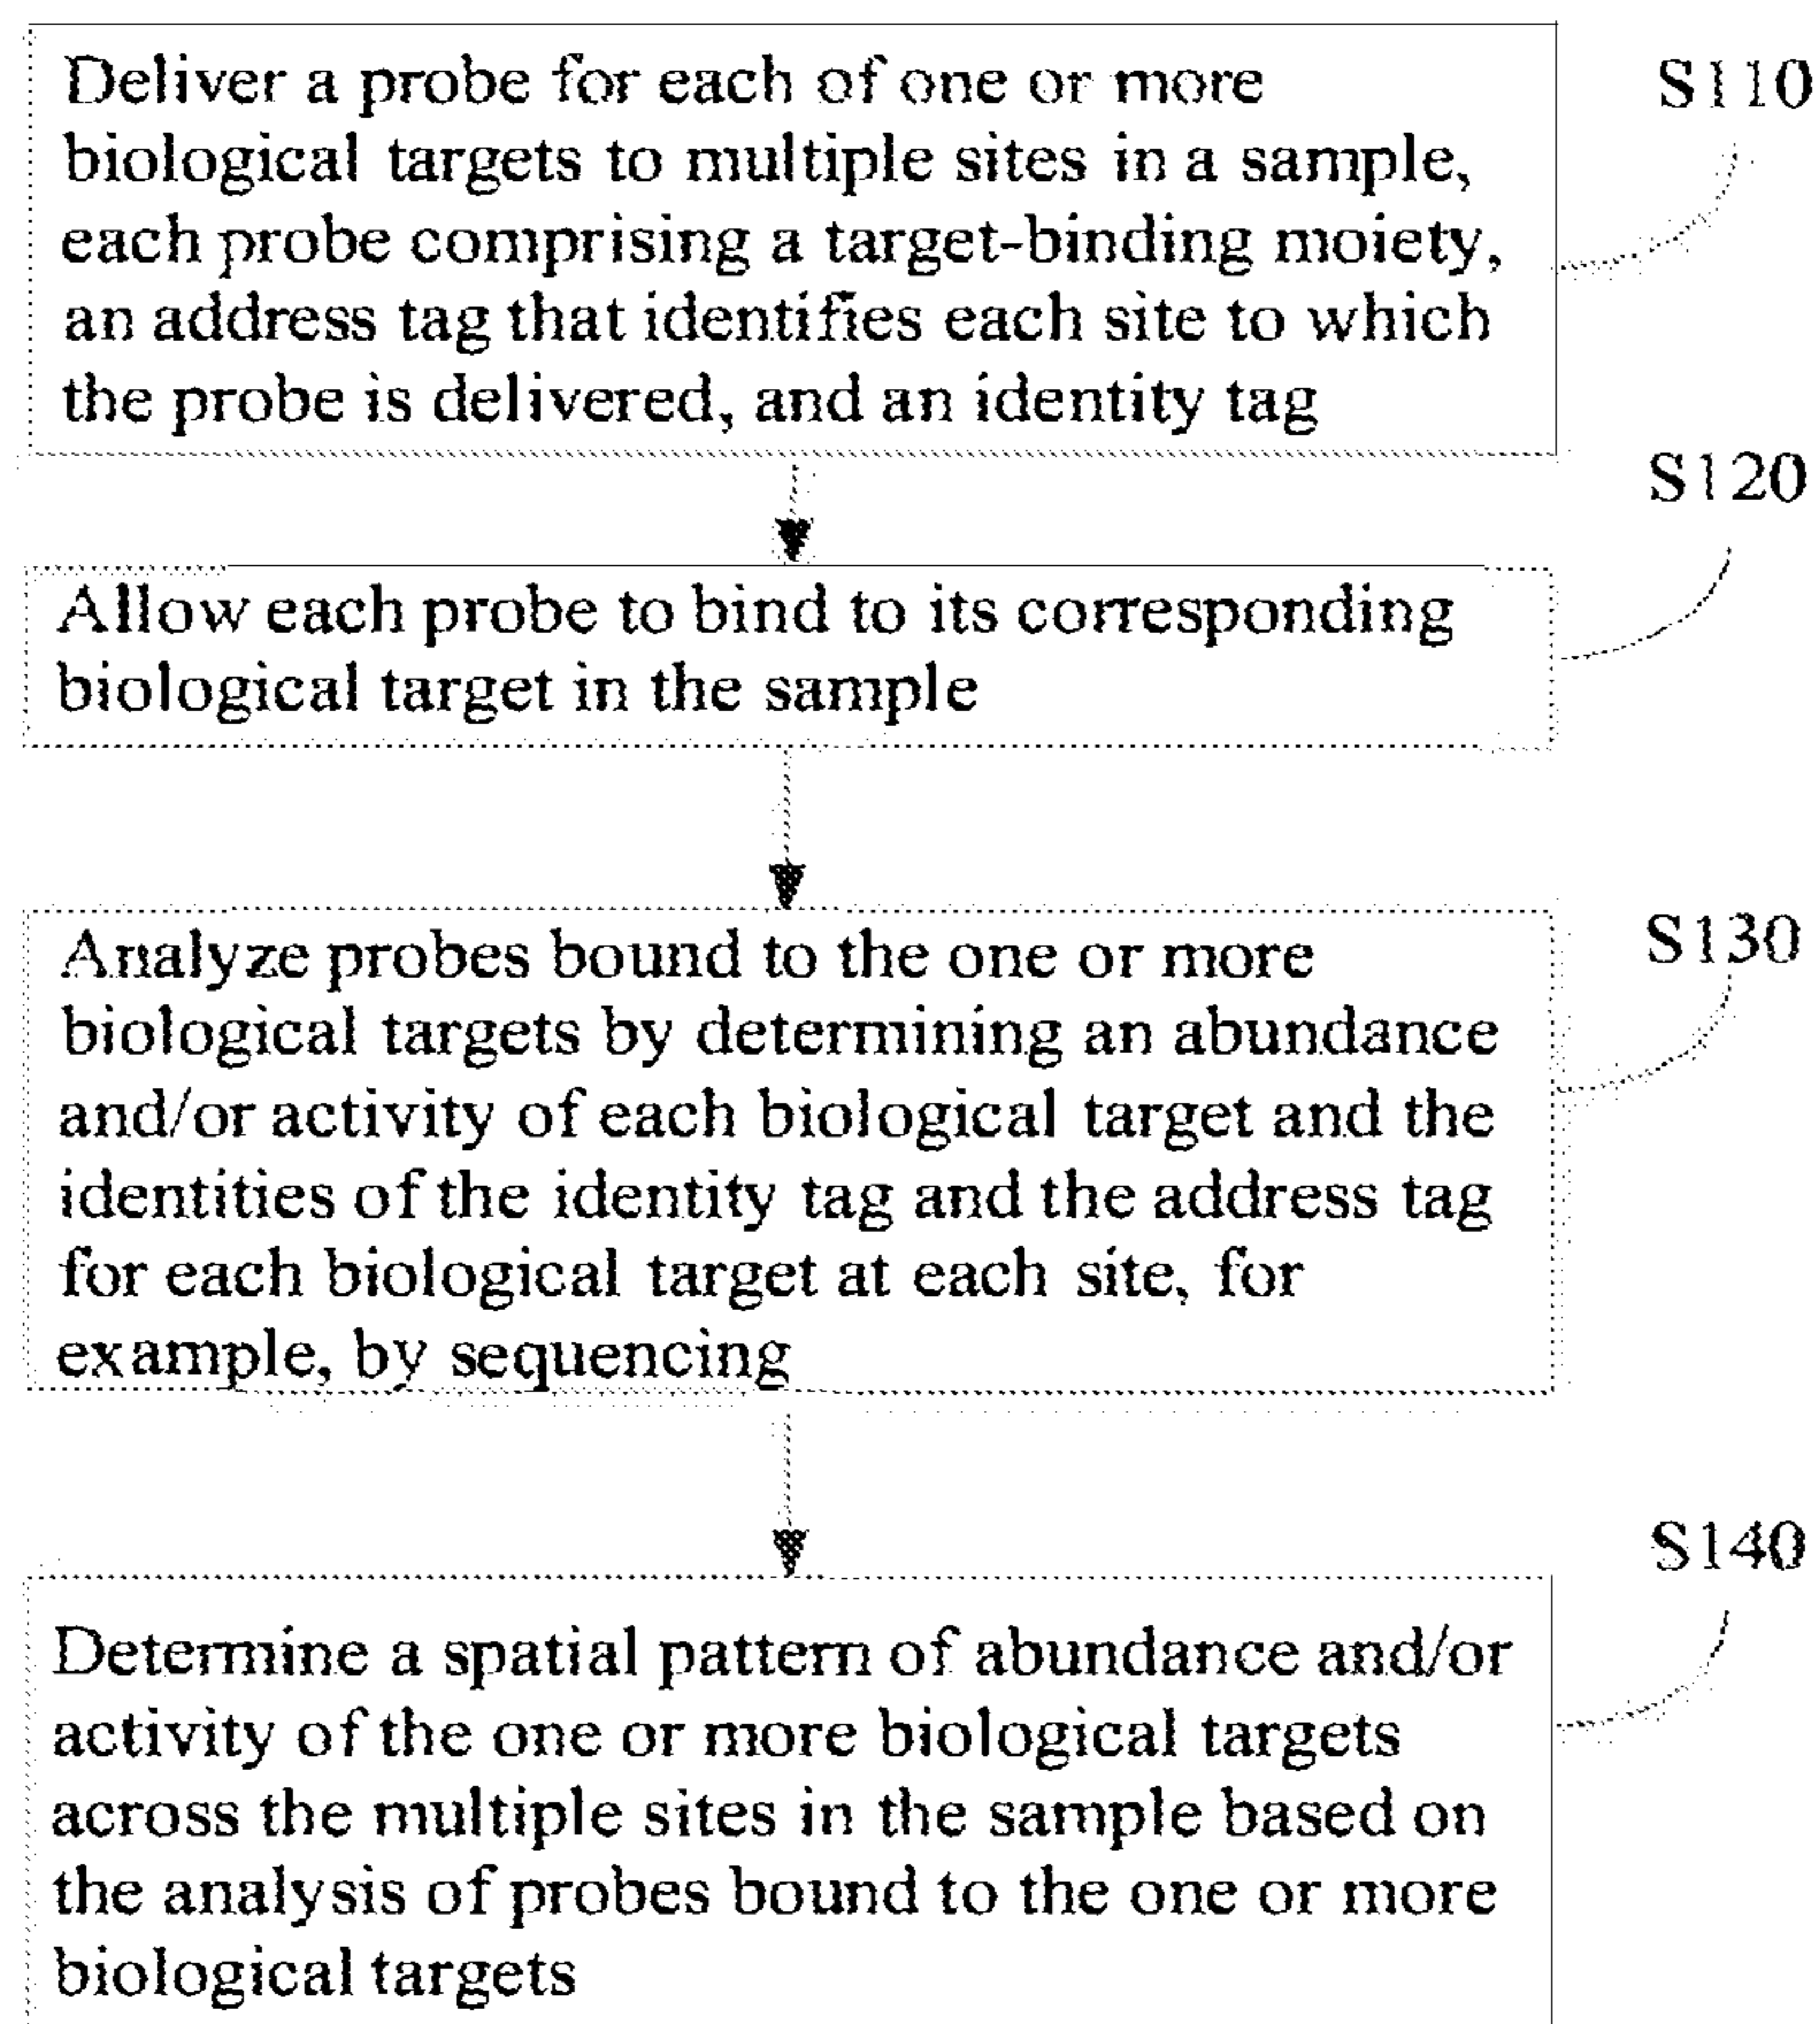 Deliver a probe for each of one or more
biological targets to multiple sites in a sample,
each probe comprising a target-binding moiety,
an address tag that identifies each site to which
the probe is delivered, and an identity tag
S110
Allow each probe to bind to its corresponding
biological target in the sample
S120
Analyze probes bound to the one or more
biological targets by determining an abundance
and/or activity of each biological target and the
identities of the identity tag and the address tag
for each biological target at each site, for
example, by sequencing
S130
Determine a spatial pattern of abundance and/or
activity of the one or more biological targets
across the multiple sites in the sample based on
the analysis of probes bound to the one or more
biological targets
S140